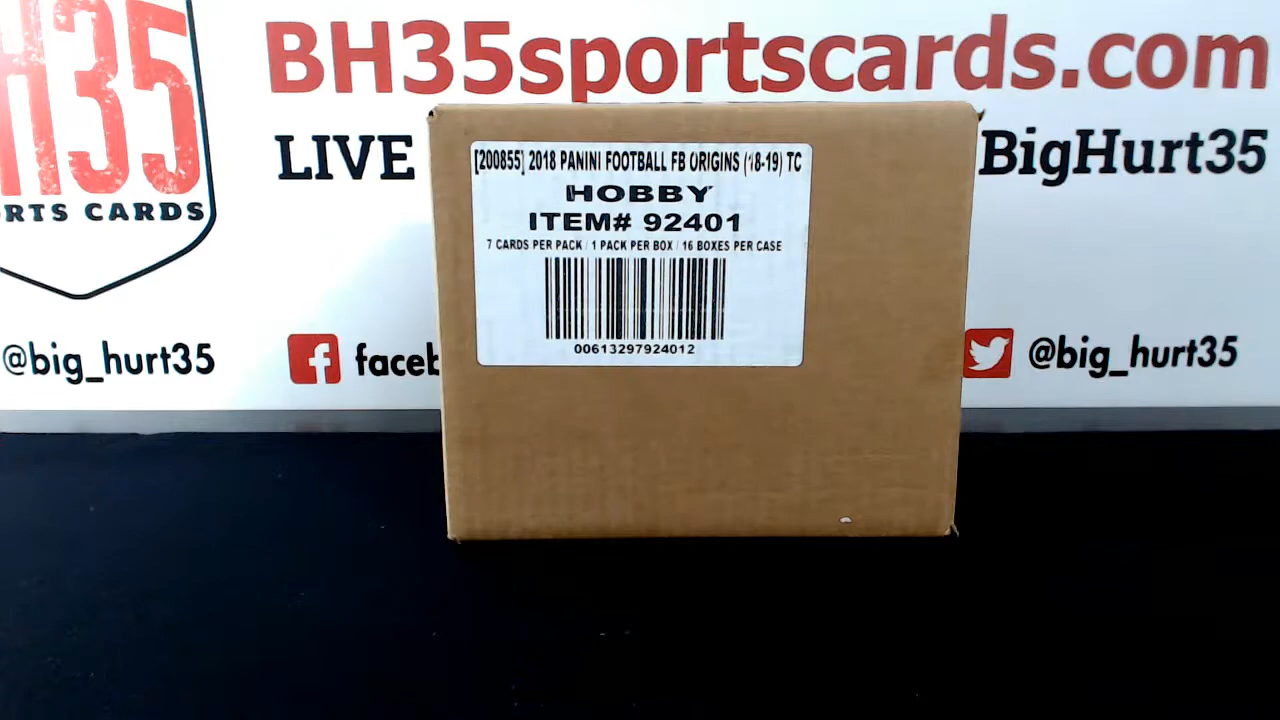 H35
RTS CARDS
BH35sportscards.com
LIVE
BigHurt35
[200855] 2018 PANINI FOOTBALL FB ORIGINS (18-19) TC
HOBBY
ITEM# 92401
7 CARDS PER PACK / 1 PACK PER BOX / 16 BOXES PER CASE
00613297924012
@big_hurt35
f faceb
@big_hurt35